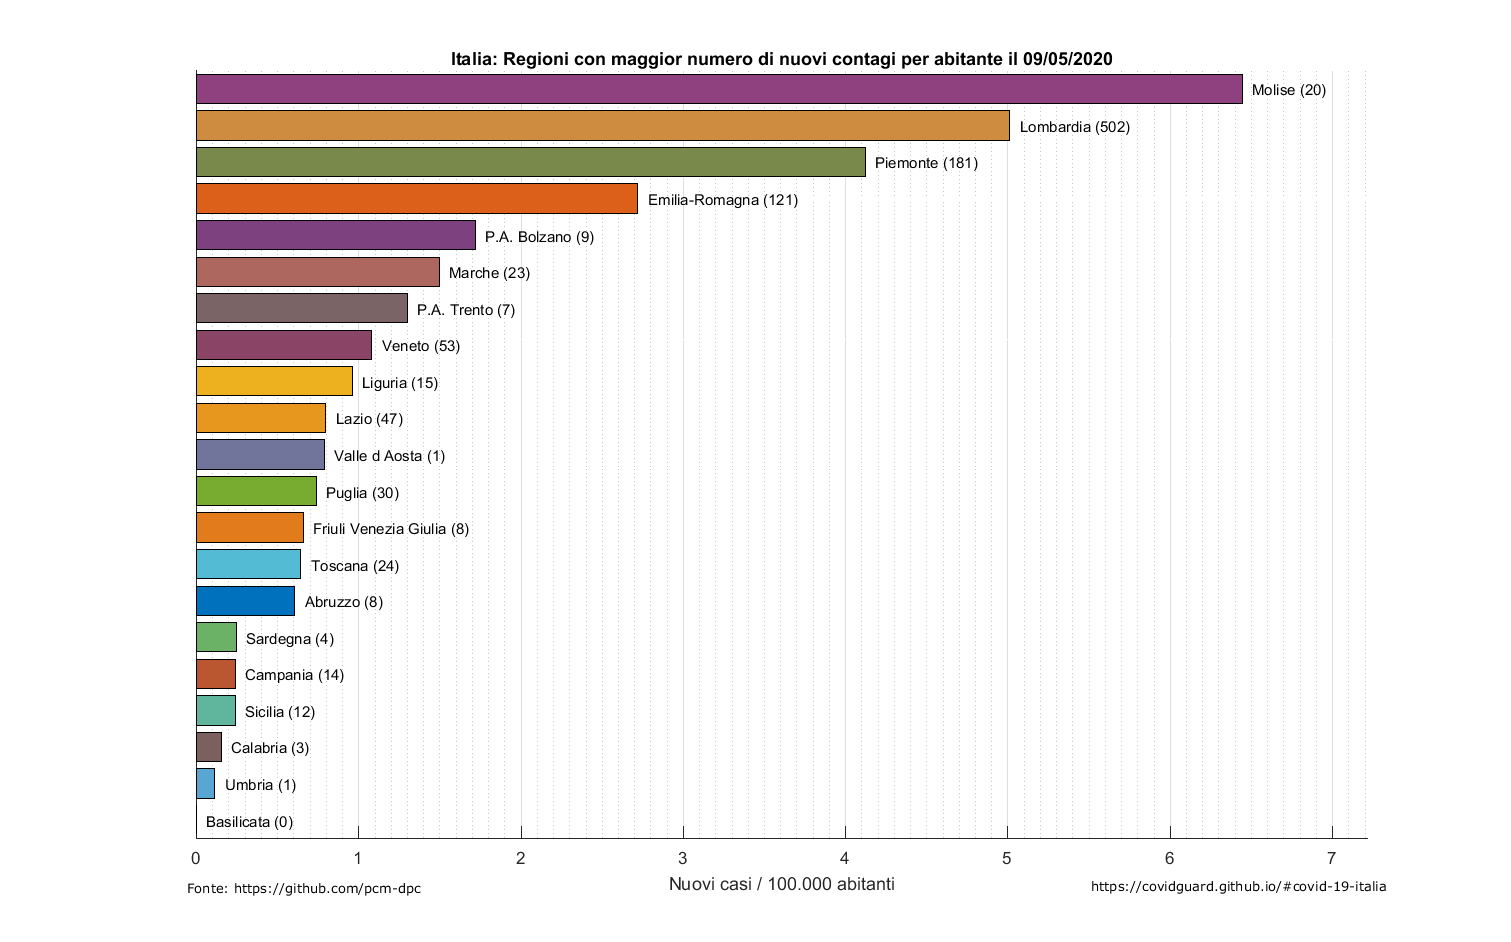 Italia: Regioni con maggior numero di nuovi contagi per abitante il 09/05/2020
Molise (20)
Lombardia (502)
Piemonte (181)
Emilia-Romagna (121)
P.A. Bolzano (9)
Marche (23)
P.A. Trento (7)
Veneto (53)
Liguria (15)
Lazio (47)
Valle d Aosta (1)
Puglia (30)
Friuli Venezia Giulia (8)
Toscana (24)
Abruzzo (8)
Sardegna (4)
Campania (14)
Sicilia (12)
Calabria (3)
Umbria (1)
Basilicata (0)
0 1 2 3 4 5 6 7
Nuovi casi / 100.000 abitanti
Fonte: https://github.com/pcm-dpc
https://covidguard.github.io/#covid-19-italia